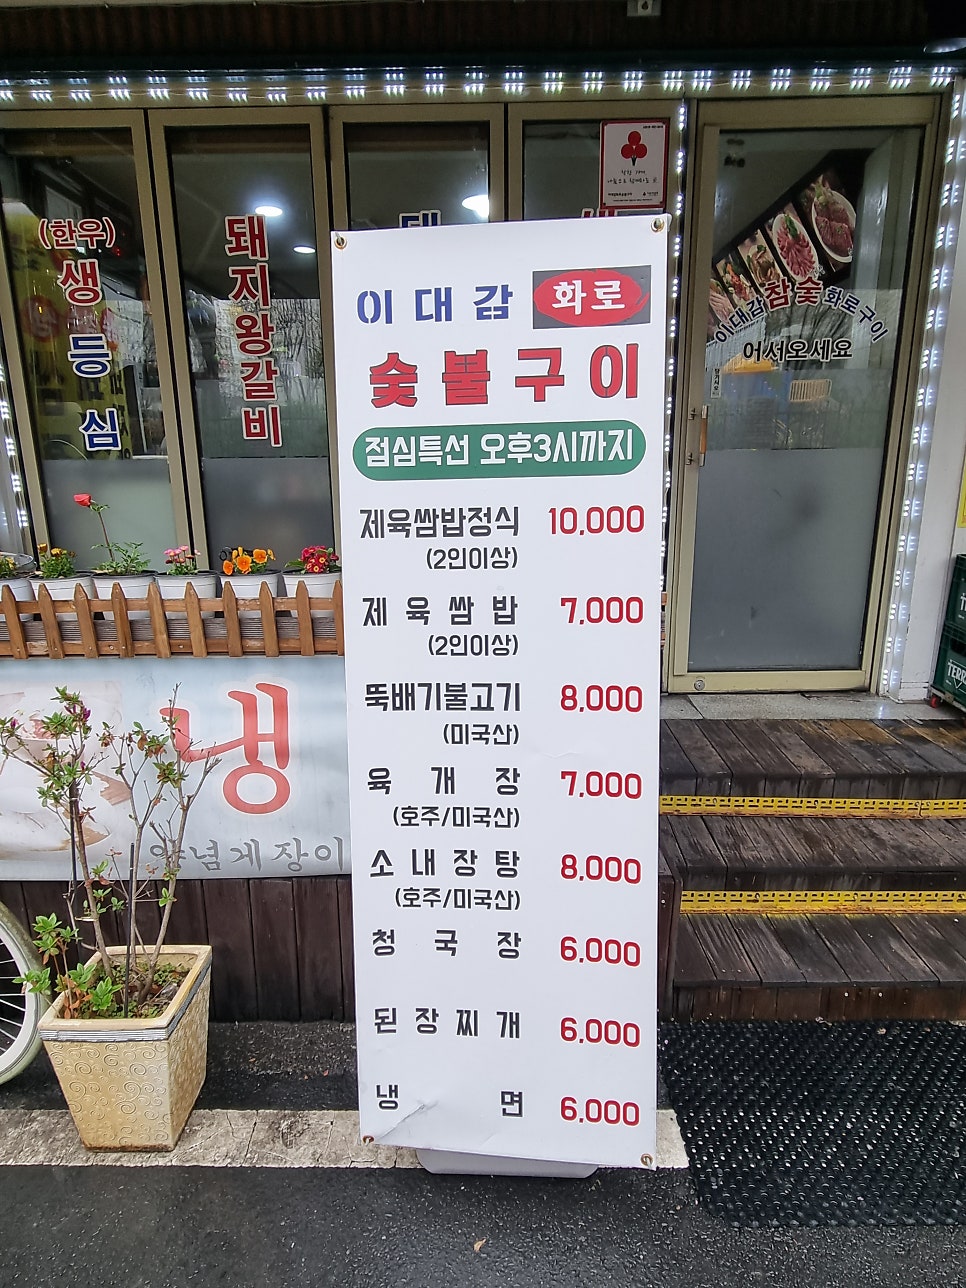 이대감 화로
숯불구이
점심특선 오후3시까지
제육쌈밥정식 10,000
(2인이상)
제육쌈밥 7,000
(2인이상)
뚝배기불고기 8,000
(미국산)
육개장 7,000
(호주/미국산)
소내장탕 8,000
(호주/미국산)
청국장 6,000
된장찌개 6,000
냉면 6,000
(한우)
생등심
돼지왕갈비
이대감참숯화로구이
어서오세요
냉
양념게장이
TERR